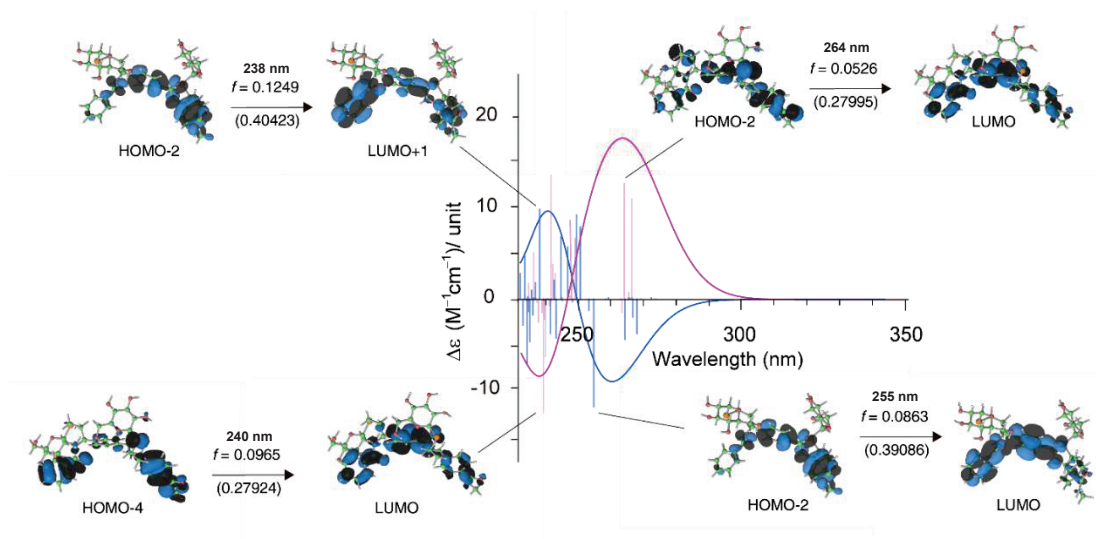 238 nm
f = 0.1249
(0.40423)
HOMO-2
LUMO+1
264 nm
f = 0.0526
(0.27995)
HOMO-2
LUMO
20
10
0
-10
Δε (M⁻¹cm⁻¹)/ unit
250
300
350
Wavelength (nm)
240 nm
f = 0.0965
(0.27924)
HOMO-4
LUMO
255 nm
f = 0.0863
(0.39086)
HOMO-2
LUMO